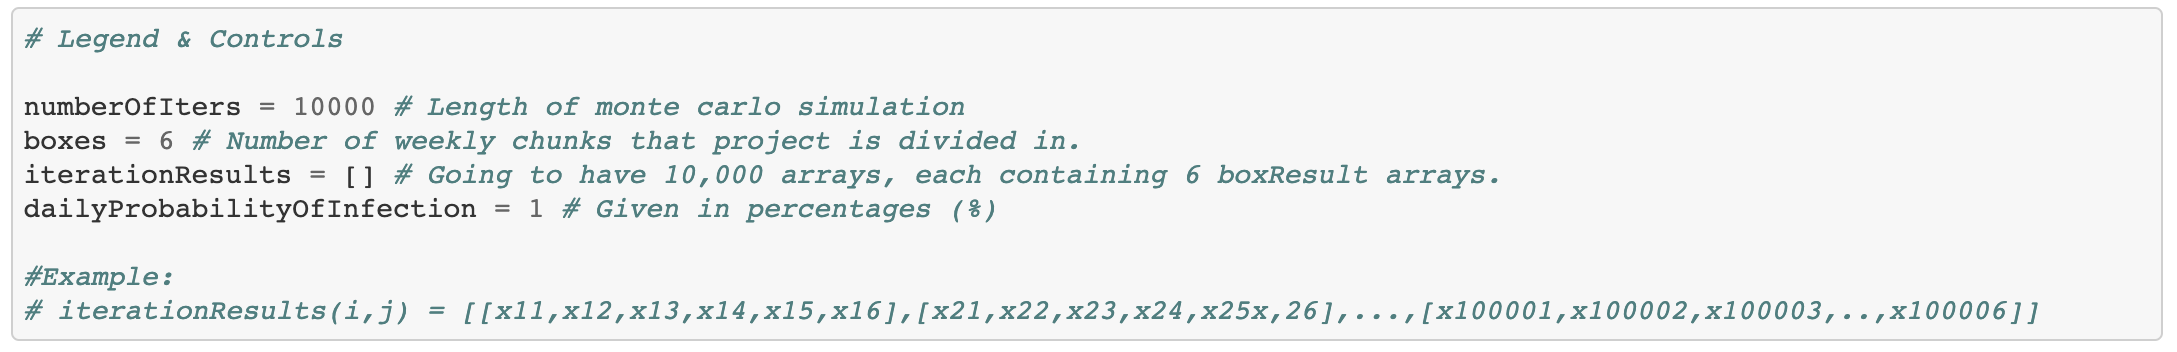 # Legend & Controls
numberOfIters = 10000 # Length of monte carlo simulation
boxes = 6 # Number of weekly chunks that project is divided in.
iterationResults = [] # Going to have 10,000 arrays, each containing 6 boxResult arrays.
dailyProbabilityOfInfection = 1 # Given in percentages (%)
#Example:
# iterationResults(i,j) = [[x11,x12,x13,x14,x15,x16],[x21,x22,x23,x24,x25x,26],...,[x100001,x100002,x100003,..,x100006]]